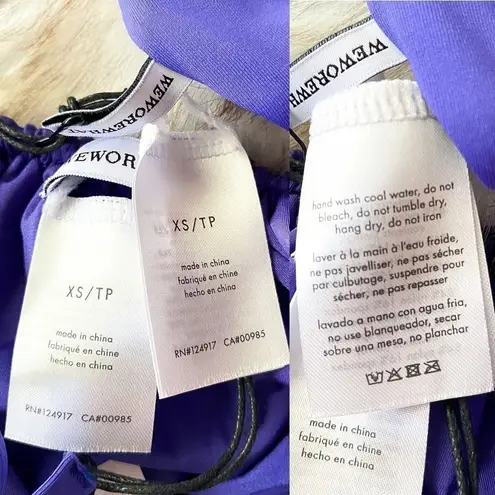 WEWOREWHA
WEWOR
XS/TP
made in china
fabriqué en chine
hecho en china
RN#124917 CA#00985
XS/TP
made in china
fabriqué en chine
hecho en china
RN#124917 CA#00985
WEWOREWH
hand wash cool water, do not
bleach, do not tumble dry,
hang dry, do not iron
laver à la main à l'eau froide,
ne pas javelliser, ne pas sécher
par culbutage, suspendre pour
sécher, ne pas repasser
lavado a mano con agua fria,
no use blanqueador, secar
sobre una mesa, no planchar
made in china
fabriqué en chine
hecho en china